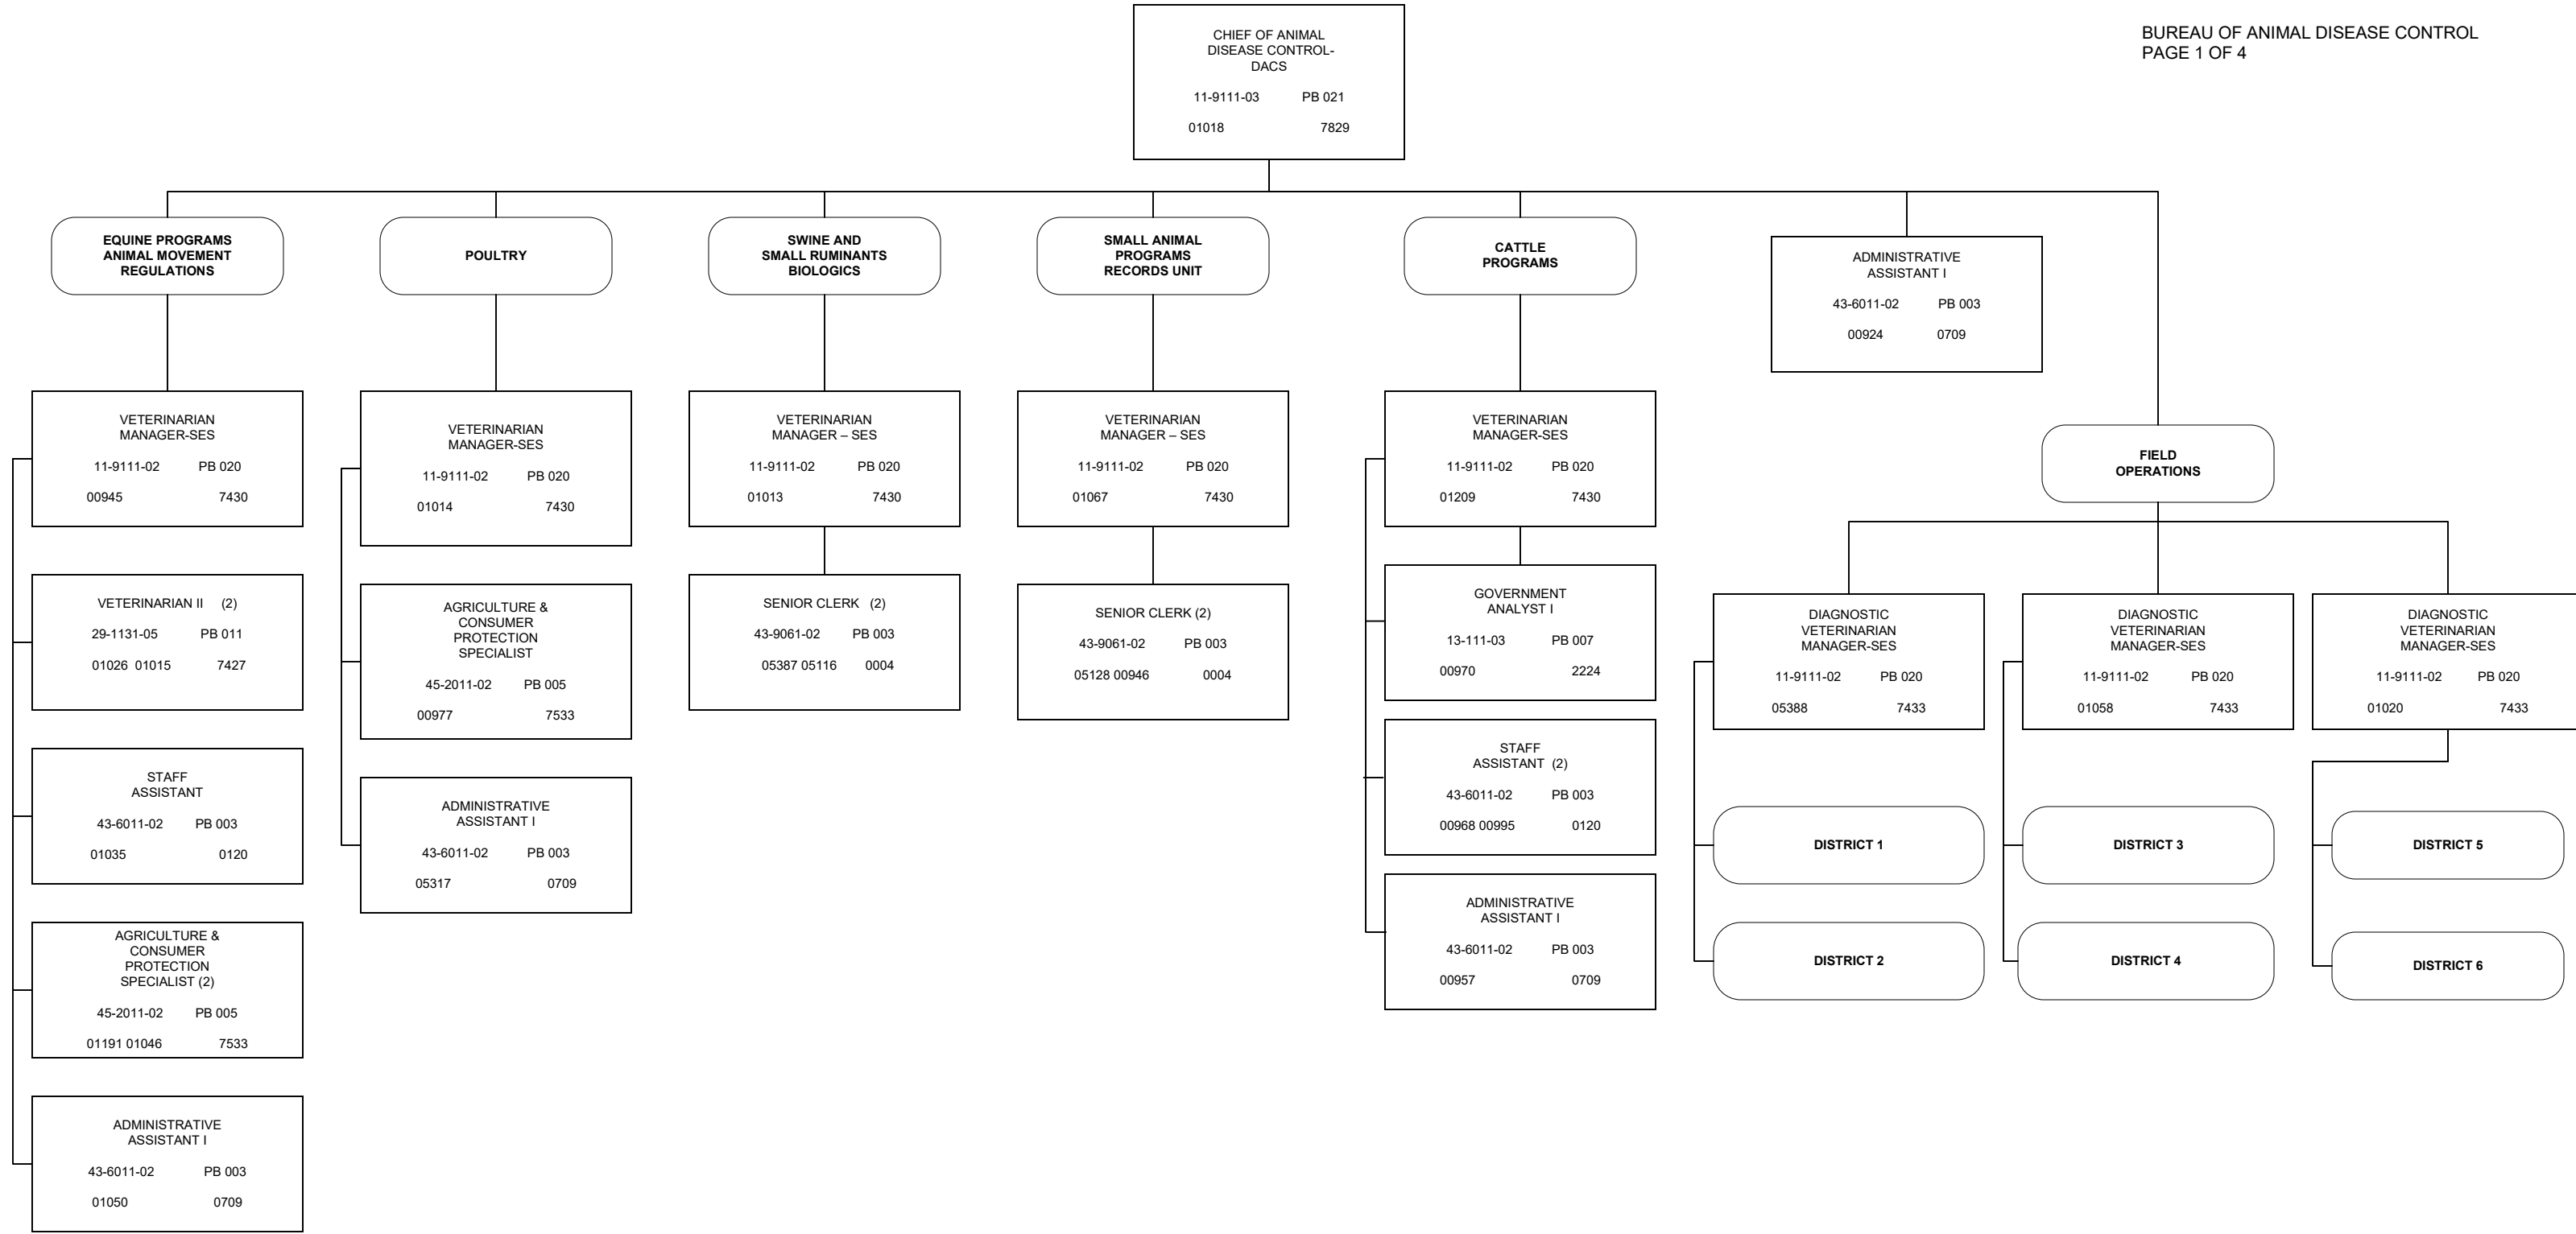 BUREAU OF ANIMAL DISEASE CONTROL
PAGE 1 OF 4
CHIEF OF ANIMAL
DISEASE CONTROL-
DACS
11-9111-03 PB 021
01018 7829
EQUINE PROGRAMS
ANIMAL MOVEMENT
REGULATIONS
POULTRY
SWINE AND
SMALL RUMINANTS
BIOLOGICS
SMALL ANIMAL
PROGRAMS
RECORDS UNIT
CATTLE
PROGRAMS
ADMINISTRATIVE
ASSISTANT I
43-6011-02 PB 003
00924 0709
FIELD
OPERATIONS
VETERINARIAN
MANAGER-SES
11-9111-02 PB 020
00945 7430
VETERINARIAN II (2)
29-1131-05 PB 011
01026 01015 7427
STAFF
ASSISTANT
43-6011-02 PB 003
01035 0120
AGRICULTURE &
CONSUMER
PROTECTION
SPECIALIST (2)
45-2011-02 PB 005
01191 01046 7533
ADMINISTRATIVE
ASSISTANT I
43-6011-02 PB 003
01050 0709
VETERINARIAN
MANAGER-SES
11-9111-02 PB 020
01014 7430
AGRICULTURE &
CONSUMER
PROTECTION
SPECIALIST
45-2011-02 PB 005
00977 7533
ADMINISTRATIVE
ASSISTANT I
43-6011-02 PB 003
05317 0709
VETERINARIAN
MANAGER – SES
11-9111-02 PB 020
01013 7430
SENIOR CLERK (2)
43-9061-02 PB 003
05387 05116 0004
VETERINARIAN
MANAGER – SES
11-9111-02 PB 020
01067 7430
SENIOR CLERK (2)
43-9061-02 PB 003
05128 00946 0004
VETERINARIAN
MANAGER-SES
11-9111-02 PB 020
01209 7430
GOVERNMENT
ANALYST I
13-111-03 PB 007
00970 2224
STAFF
ASSISTANT (2)
43-6011-02 PB 003
00968 00995 0120
ADMINISTRATIVE
ASSISTANT I
43-6011-02 PB 003
00957 0709
DIAGNOSTIC
VETERINARIAN
MANAGER-SES
11-9111-02 PB 020
05388 7433
DISTRICT 1
DISTRICT 2
DIAGNOSTIC
VETERINARIAN
MANAGER-SES
11-9111-02 PB 020
01058 7433
DISTRICT 3
DISTRICT 4
DIAGNOSTIC
VETERINARIAN
MANAGER-SES
11-9111-02 PB 020
01020 7433
DISTRICT 5
DISTRICT 6